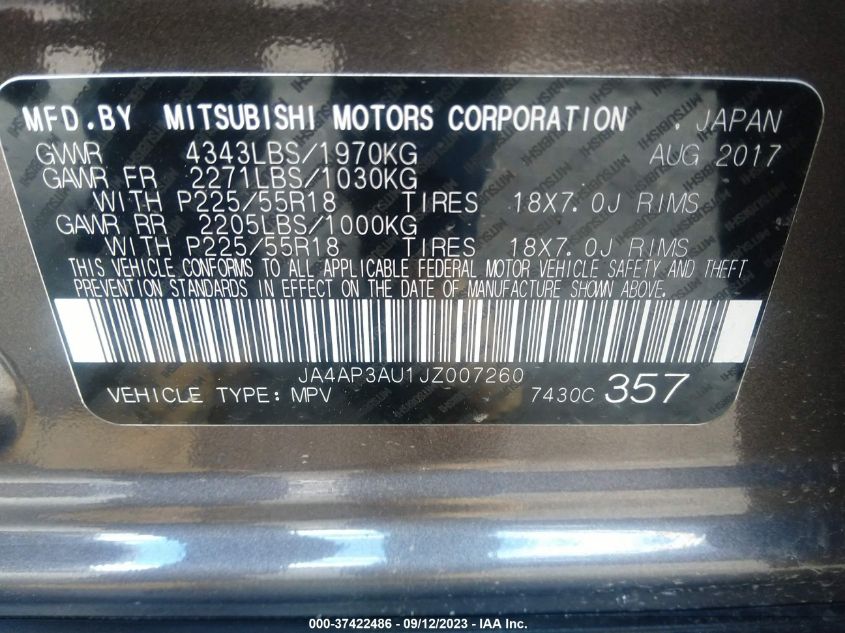 MFD.BY MITSUBISHI MOTORS CORPORATION . JAPAN
GVWR 4343LBS/1970KG AUG 2017
GAWR FR 2271LBS/1030KG
WITH P225/55R18 TIRES 18X7.0J RIMS
GAWR RR 2205LBS/1000KG
WITH P225/55R18 TIRES 18X7.0J RIMS
THIS VEHICLE CONFORMS TO ALL APPLICABLE FEDERAL MOTOR VEHICLE SAFETY AND THEFT
PREVENTION STANDARDS IN EFFECT ON THE DATE OF MANUFACTURE SHOWN ABOVE.
JA4AP3AU1JZ007260
VEHICLE TYPE: MPV 7430C 357
000-37422486 - 09/12/2023 - IAA Inc.